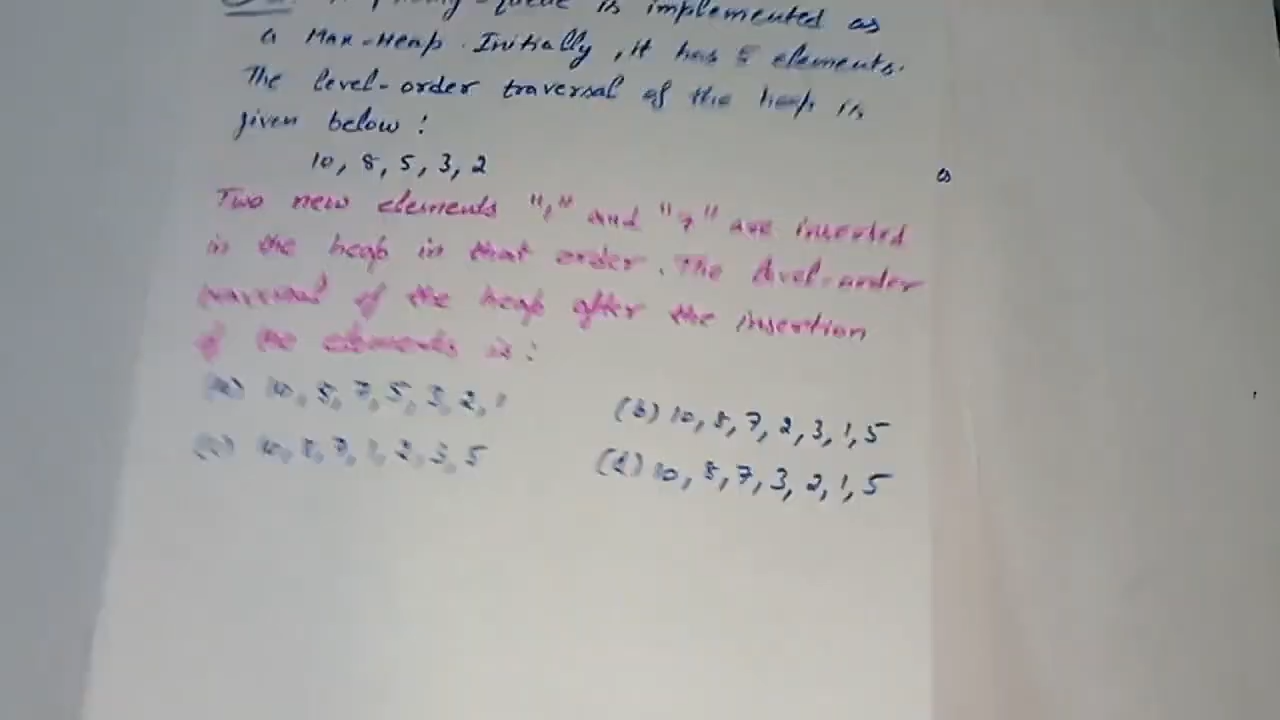 is implemented as
a Max-Heap. Initially, it has 5 elements.
The level-order traversal of the heap is
given below:
10, 8, 5, 3, 2
Two new elements "1" and "7" are inserted
in the heap in that order. The level-order
traversal of the heap after the insertion
of the elements is:
(a) 10, 8, 7, 5, 3, 2, 1
(b) 10, 8, 7, 2, 3, 1, 5
(c) 10, 8, 7, 1, 2, 3, 5
(d) 10, 8, 7, 3, 2, 1, 5